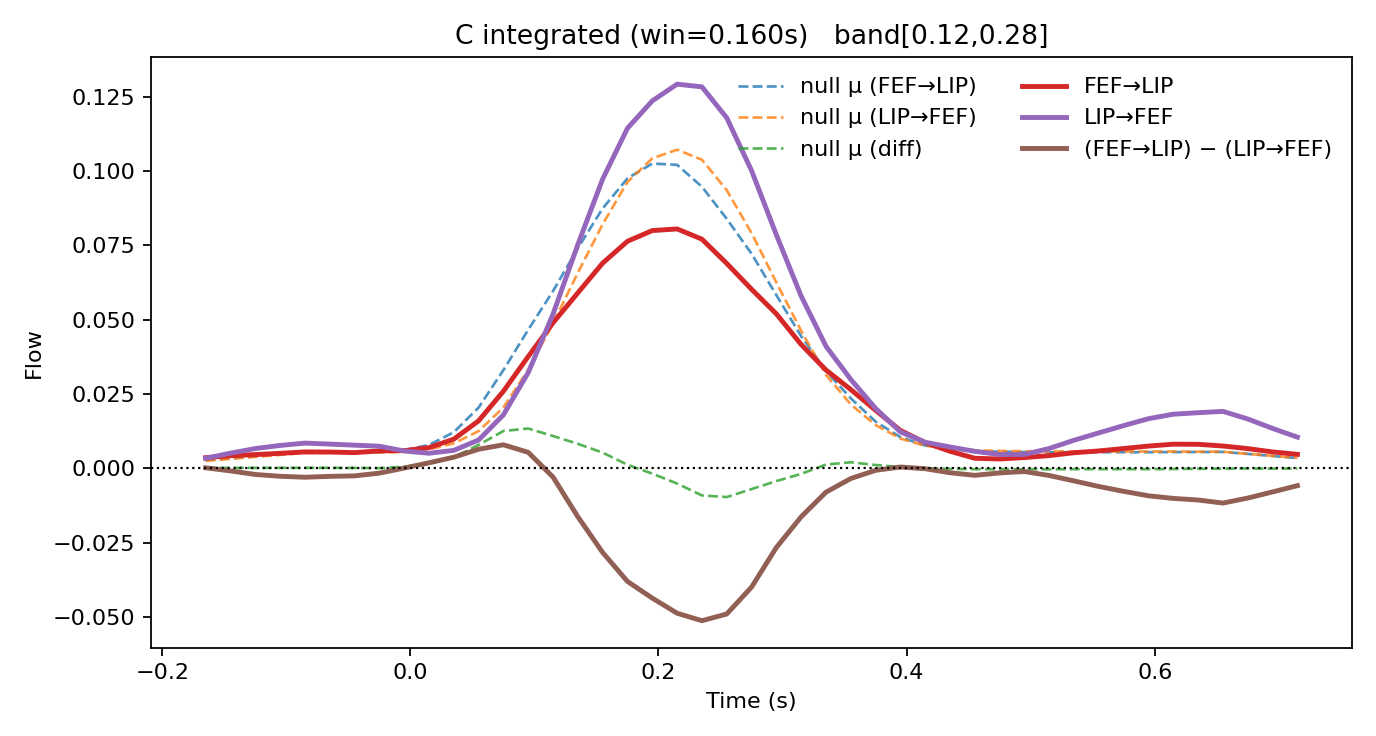 C integrated (win=0.160s) band[0.12,0.28]
null μ (FEF→LIP)
null μ (LIP→FEF)
null μ (diff)
FEF→LIP
LIP→FEF
(FEF→LIP) − (LIP→FEF)
Flow
0.125
0.100
0.075
0.050
0.025
0.000
−0.025
−0.050
−0.2
0.0
0.2
0.4
0.6
Time (s)